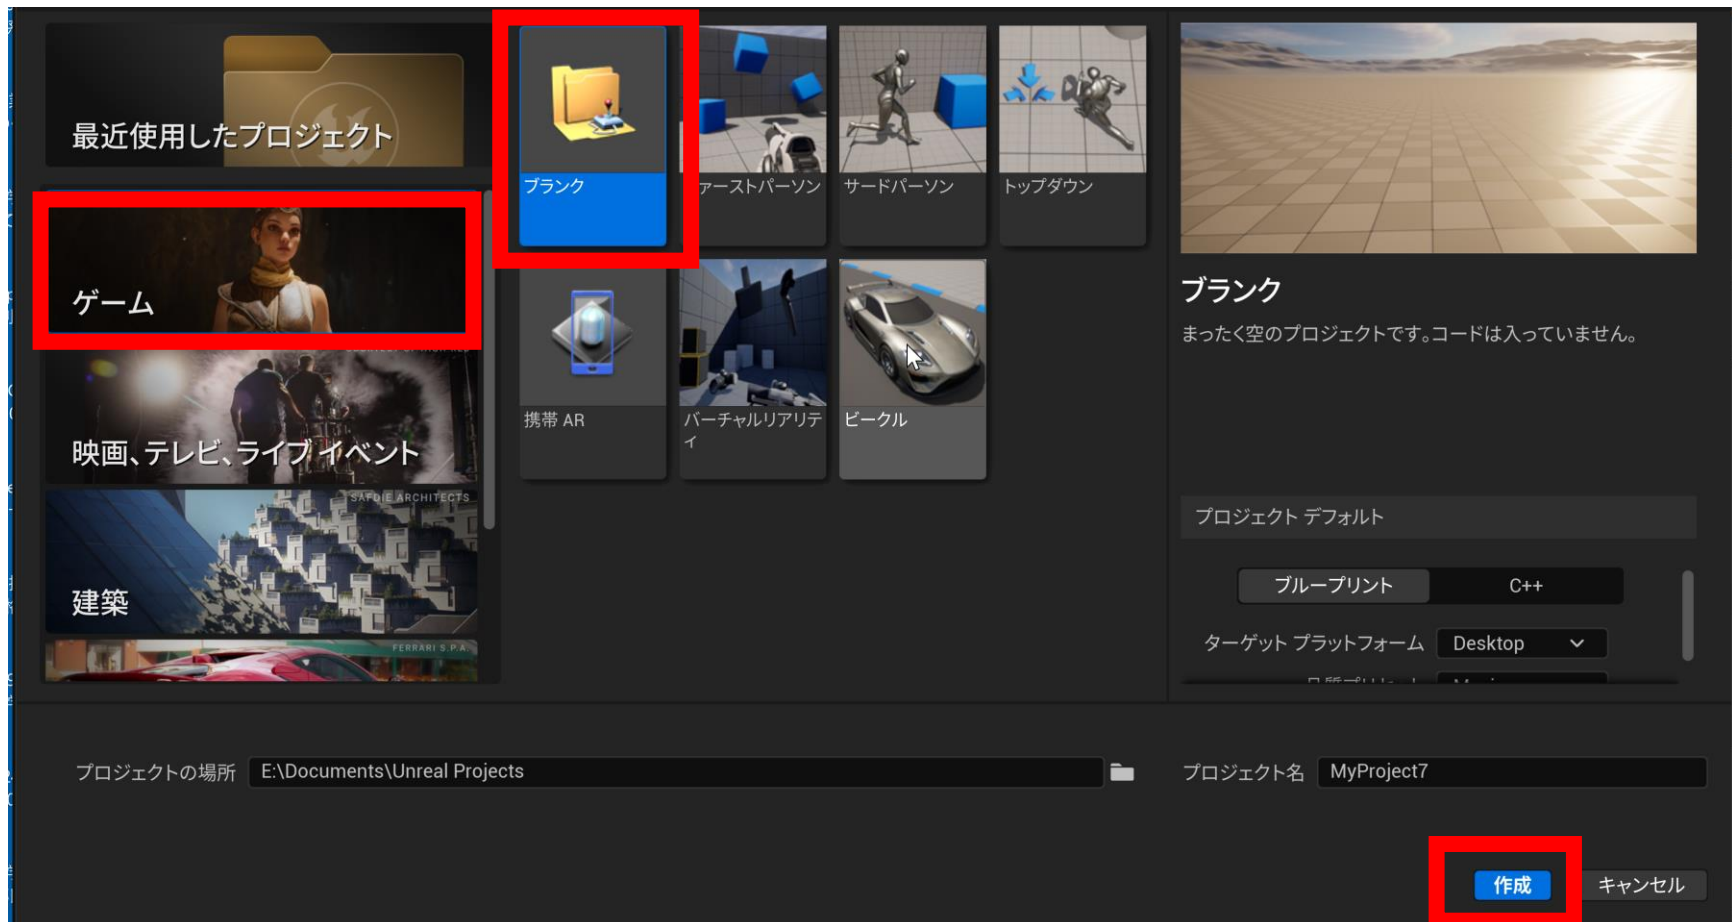 最近使用したプロジェクト
ゲーム
映画、テレビ、ライブ イベント
SAFDIE ARCHITECTS
建築
FERRARI S.P.A.
ブランク
ァーストパーソン
サードパーソン
トップダウン
携帯 AR
バーチャルリアリテ
ィ
ビークル
ブランク
まったく空のプロジェクトです。コードは入っていません。
プロジェクト デフォルト
ブループリント
C++
ターゲット プラットフォーム
Desktop
プロジェクトの場所
E:\Documents\Unreal Projects
プロジェクト名
MyProject7
作成
キャンセル